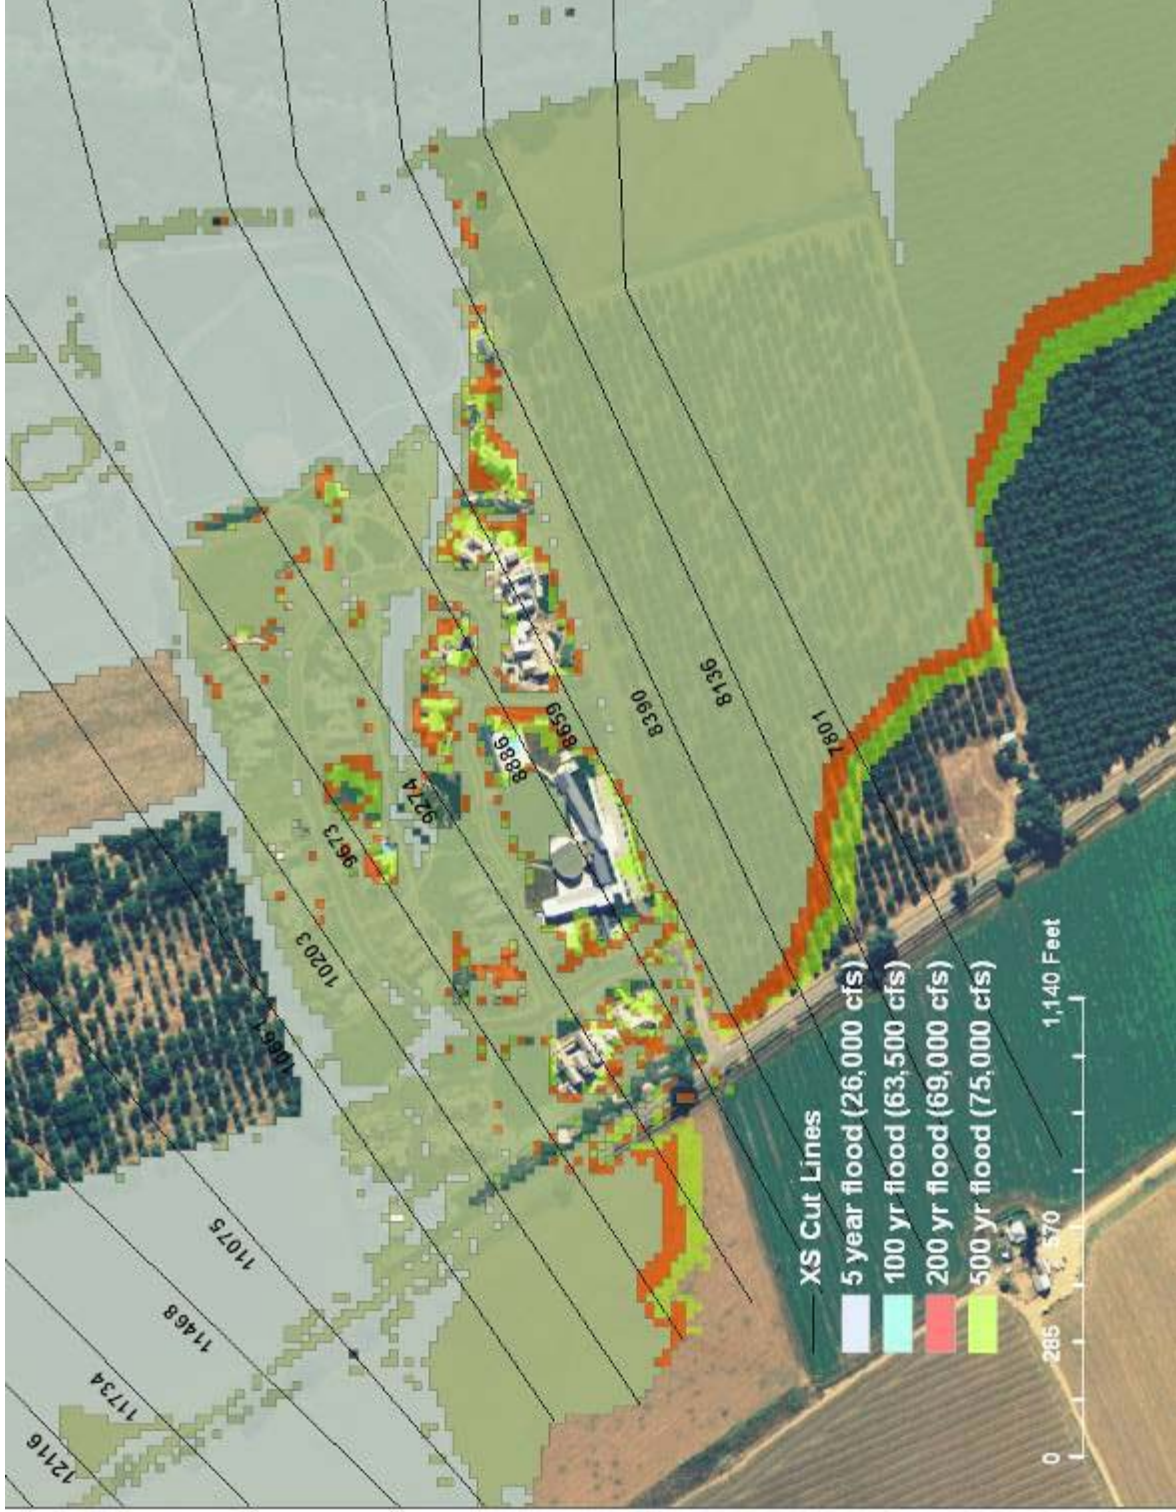 12116
11734
11468
11075
10203
9673
9274
8886
8659
8390
8136
7801
XS Cut Lines
5 year flood (26,000 cfs)
100 yr flood (63,500 cfs)
200 yr flood (69,000 cfs)
500 yr flood (75,000 cfs)
0 285 570 1,140 Feet